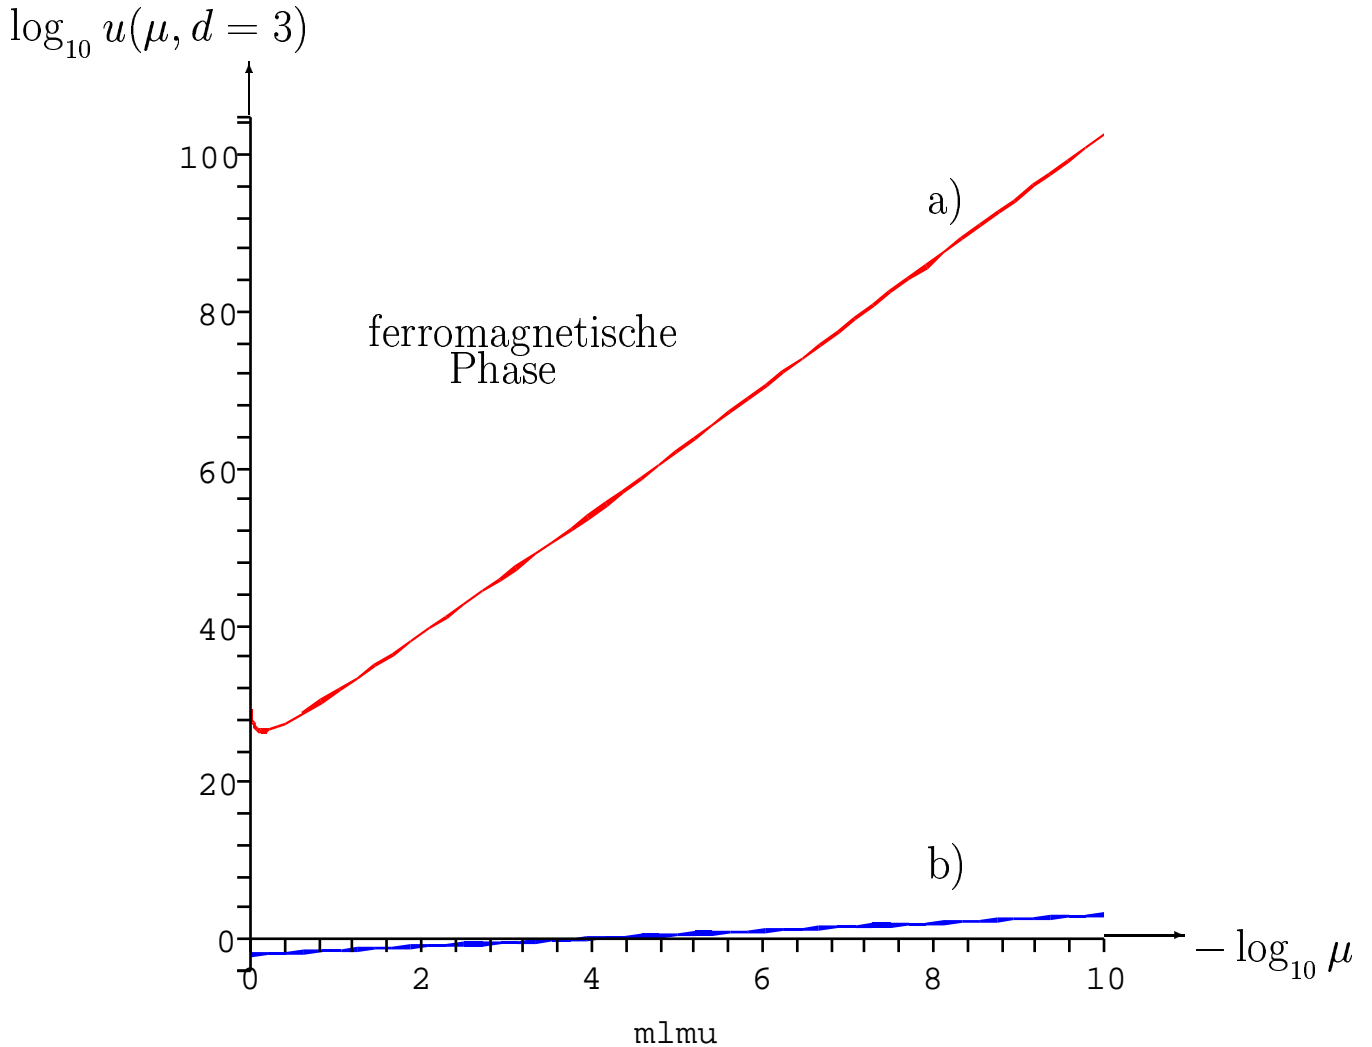 log₁₀ u(μ, d = 3)
100
a)
80
ferromagnetische
Phase
60
40
20
b)
0
− log₁₀ μ
0 2 4 6 8 10
mlmu